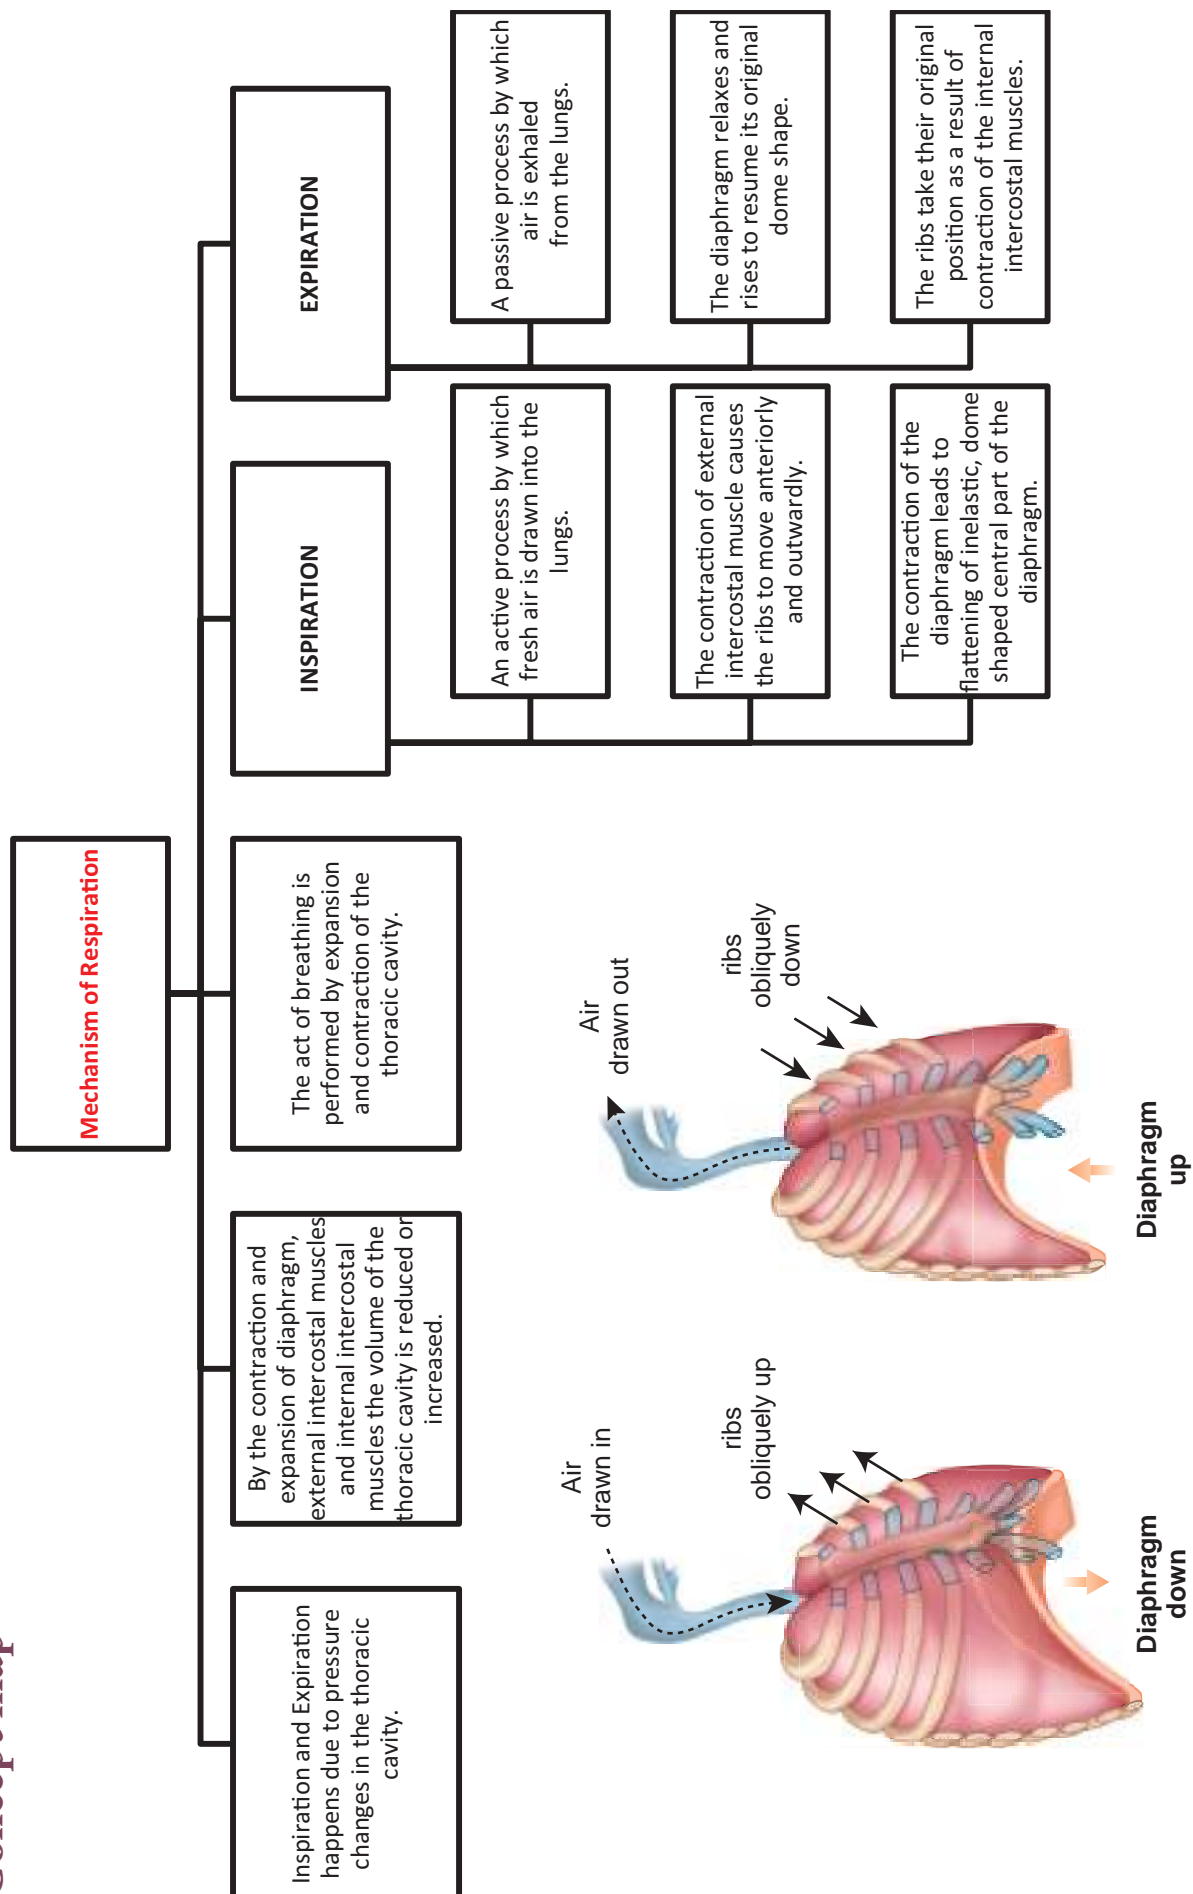 Concept Map
Mechanism of Respiration
Inspiration and Expiration
happens due to pressure
changes in the thoracic
cavity.
By the contraction and
expansion of diaphragm,
external intercostal muscles
and internal intercostal
muscles the volume of the
thoracic cavity is reduced or
increased.
The act of breathing is
performed by expansion
and contraction of the
thoracic cavity.
INSPIRATION
An active process by which
fresh air is drawn into the
lungs.
The contraction of external
intercostal muscle causes
the ribs to move anteriorly
and outwardly.
The contraction of the
diaphragm leads to
flattening of inelastic, dome
shaped central part of the
diaphragm.
EXPIRATION
A passive process by which
air is exhaled
from the lungs.
The diaphragm relaxes and
rises to resume its original
dome shape.
The ribs take their original
position as a result of
contraction of the internal
intercostal muscles.
Air
drawn in
ribs
obliquely up
Diaphragm
down
Air
drawn out
ribs
obliquely
down
Diaphragm
up